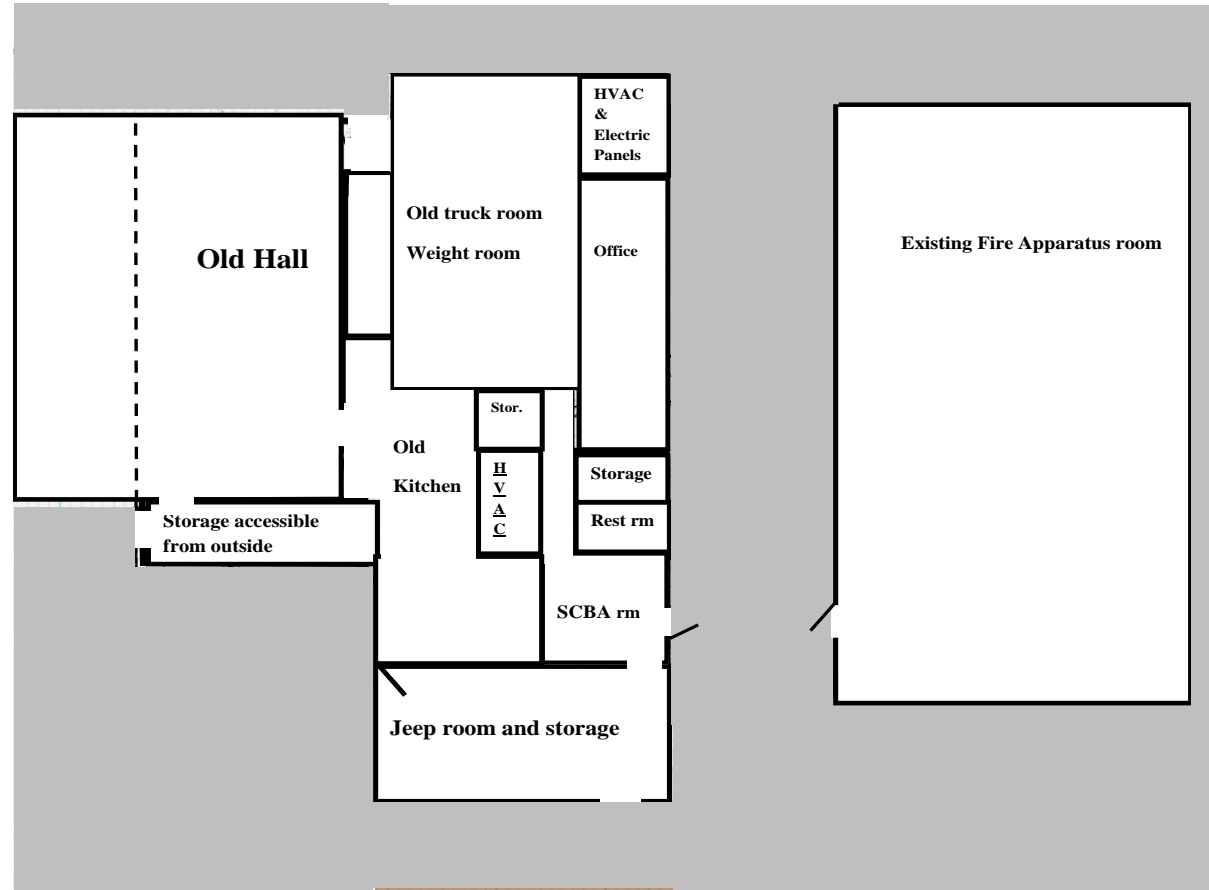 HVAC
&
Electric
Panels
Old truck room
Weight room
Office
Existing Fire Apparatus room
Old Hall
Stor.
Old
Kitchen
H
V
A
C
Storage
Rest rm
Storage accessible
from outside
SCBA rm
Jeep room and storage